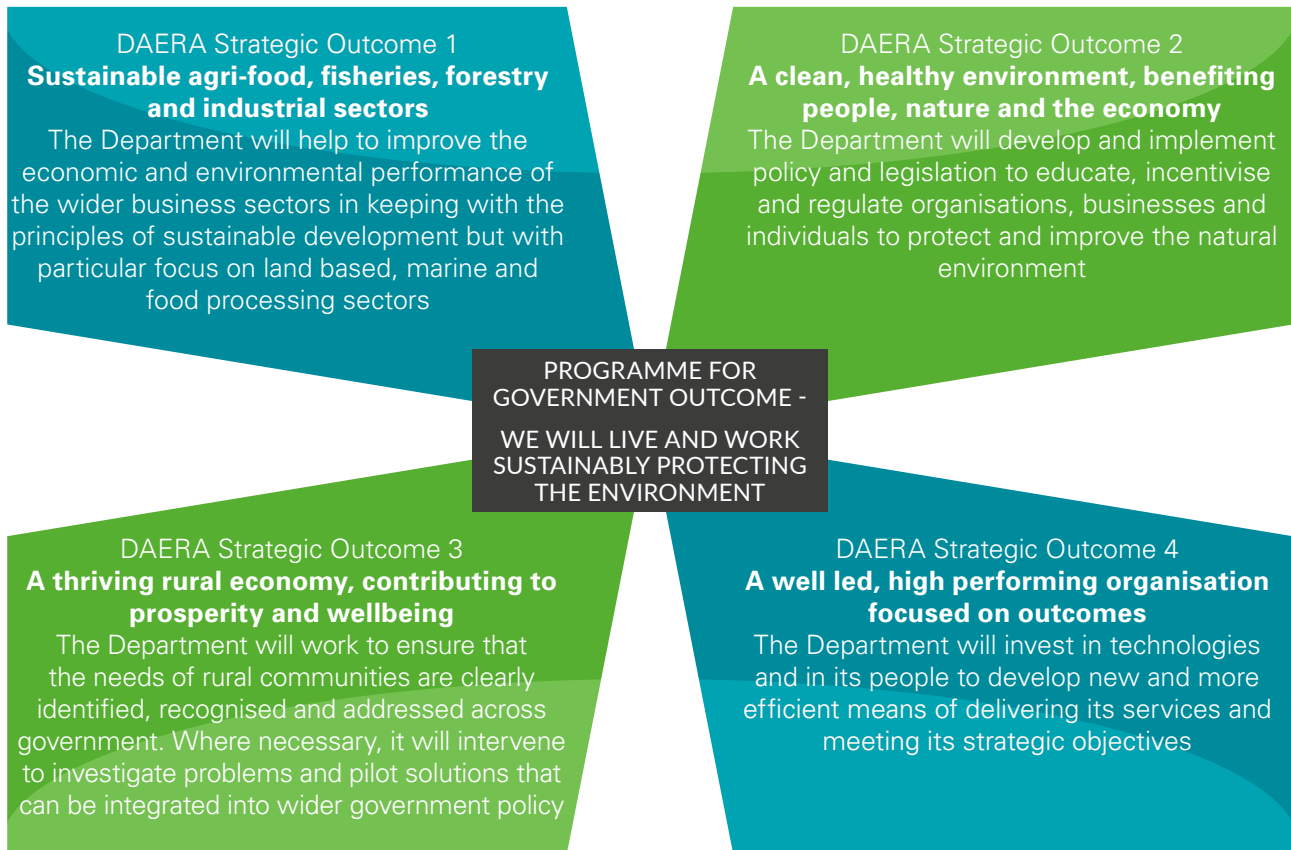 DAERA Strategic Outcome 1
Sustainable agri-food, fisheries, forestry
and industrial sectors
The Department will help to improve the
economic and environmental performance of
the wider business sectors in keeping with the
principles of sustainable development but with
particular focus on land based, marine and
food processing sectors
DAERA Strategic Outcome 2
A clean, healthy environment, benefiting
people, nature and the economy
The Department will develop and implement
policy and legislation to educate, incentivise
and regulate organisations, businesses and
individuals to protect and improve the natural
environment
PROGRAMME FOR
GOVERNMENT OUTCOME -
WE WILL LIVE AND WORK
SUSTAINABLY PROTECTING
THE ENVIRONMENT
DAERA Strategic Outcome 3
A thriving rural economy, contributing to
prosperity and wellbeing
The Department will work to ensure that
the needs of rural communities are clearly
identified, recognised and addressed across
government. Where necessary, it will intervene
to investigate problems and pilot solutions that
can be integrated into wider government policy
DAERA Strategic Outcome 4
A well led, high performing organisation
focused on outcomes
The Department will invest in technologies
and in its people to develop new and more
efficient means of delivering its services and
meeting its strategic objectives